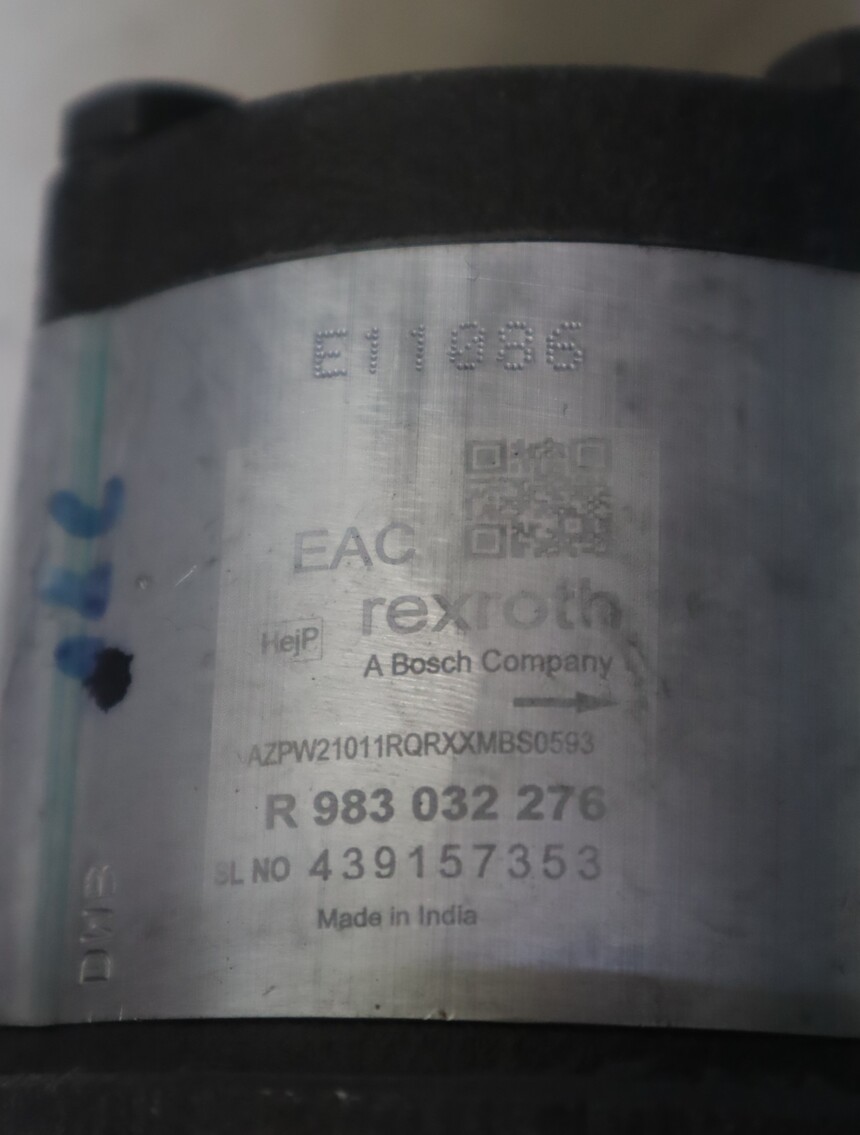 E11086
EAC
rexroth
HejP
A Bosch Company
AZPW21011RQRXXMBS0593
R 983 032 276
SL NO 439157353
Made in India